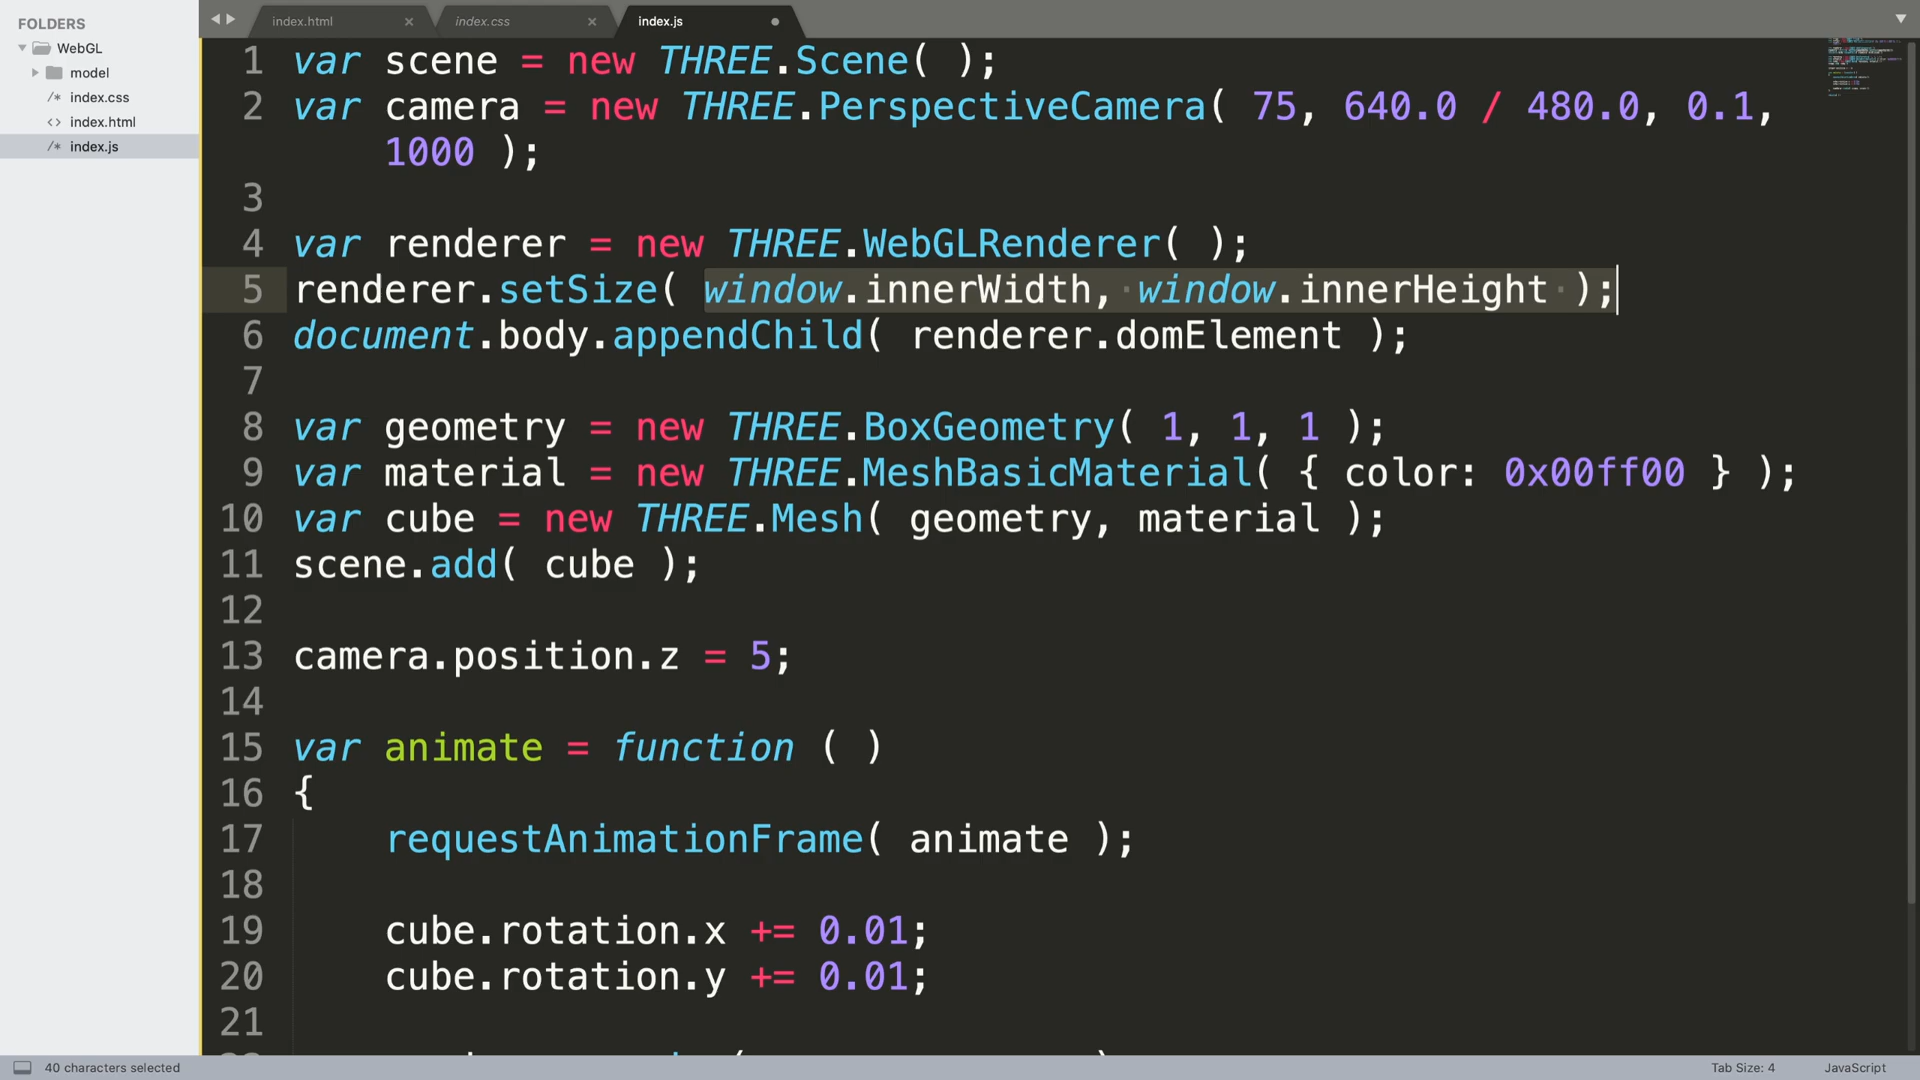 FOLDERS
WebGL
model
/* index.css
<> index.html
/* index.js
index.html ×
index.css ×
index.js
1 var scene = new THREE.Scene( );
2 var camera = new THREE.PerspectiveCamera( 75, 640.0 / 480.0, 0.1,
1000 );
3
4 var renderer = new THREE.WebGLRenderer( );
5 renderer.setSize( window.innerWidth, window.innerHeight );
6 document.body.appendChild( renderer.domElement );
7
8 var geometry = new THREE.BoxGeometry( 1, 1, 1 );
9 var material = new THREE.MeshBasicMaterial( { color: 0x00ff00 } );
10 var cube = new THREE.Mesh( geometry, material );
11 scene.add( cube );
12
13 camera.position.z = 5;
14
15 var animate = function ( )
16 {
17 requestAnimationFrame( animate );
18
19 cube.rotation.x += 0.01;
20 cube.rotation.y += 0.01;
21
40 characters selected
Tab Size: 4
JavaScript